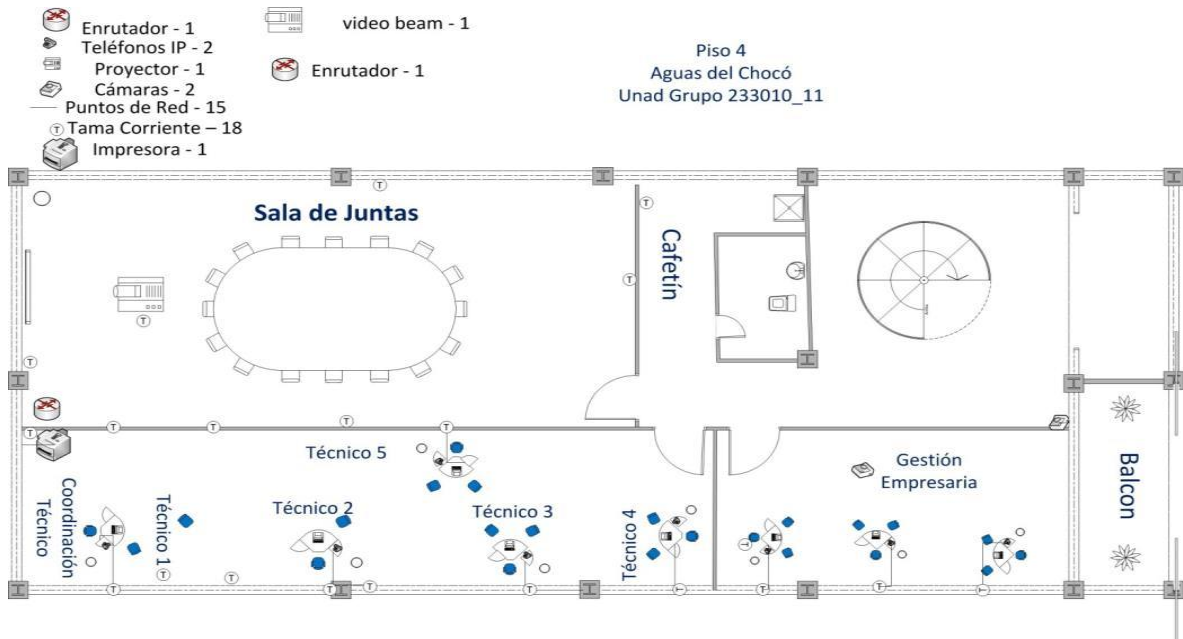 Enrutador - 1
Teléfonos IP - 2
Proyector - 1
Cámaras - 2
Puntos de Red - 15
T Tama Corriente – 18
Impresora - 1
video beam - 1
Enrutador - 1
Piso 4
Aguas del Chocó
Unad Grupo 233010_11
Sala de Juntas
Cafetín
Técnico 5
Coordinación
Técnico
Técnico 1
Técnico 2
Técnico 3
Técnico 4
Gestión
Empresaria
Balcon